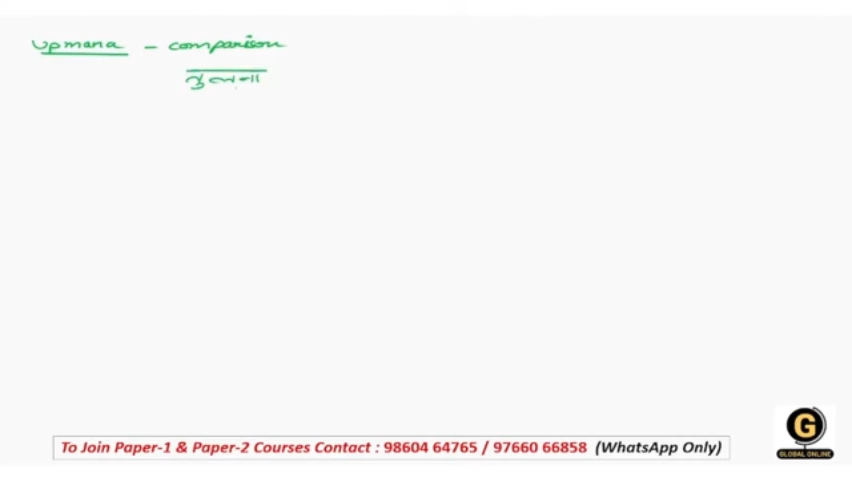 upmana - comparison
तुलना
To Join Paper-1 & Paper-2 Courses Contact : 98604 64765 / 97660 66858 (WhatsApp Only)
G
GLOBAL ONLINE